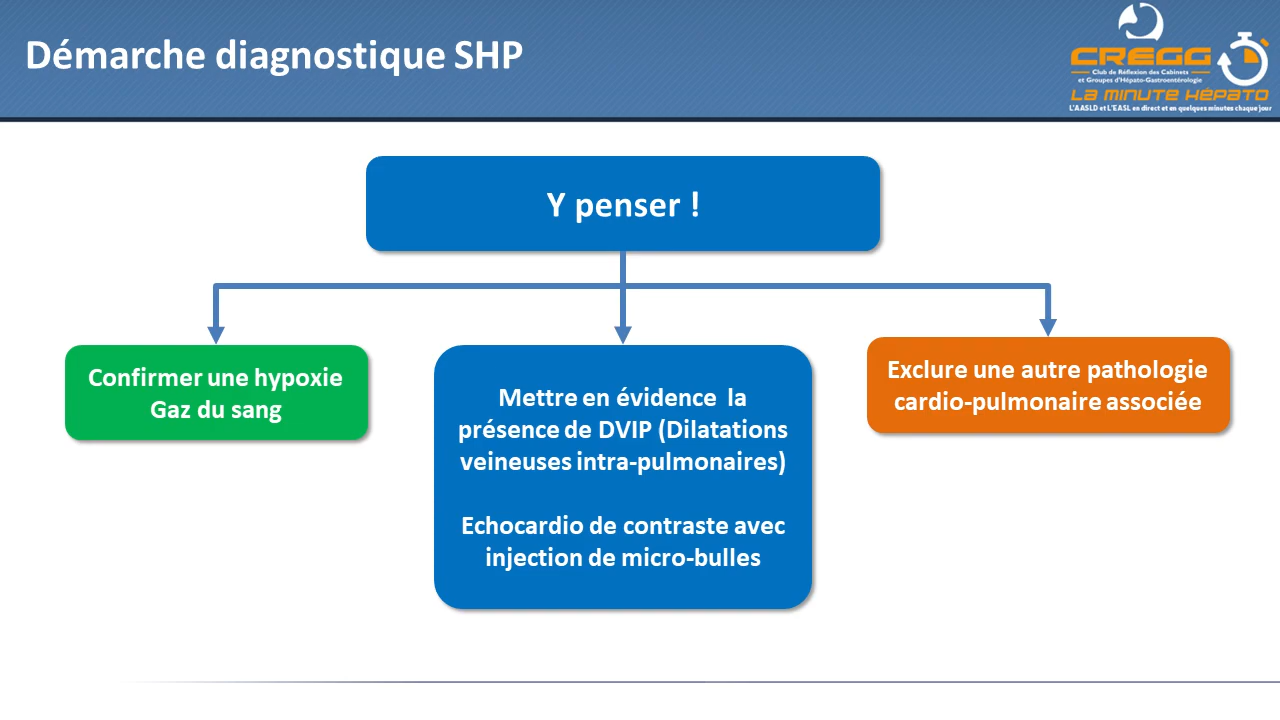 Démarche diagnostique SHP
CREGG
Club de Réflexion des Cabinets
et Groupes d'Hépato-Gastroentérologie
LA MINUTE HÉPATO
L'AASLD et L'EASL en direct et en quelques minutes chaque jour
Y penser !
Confirmer une hypoxie
Gaz du sang
Mettre en évidence la
présence de DVIP (Dilatations
veineuses intra-pulmonaires)
Echocardio de contraste avec
injection de micro-bulles
Exclure une autre pathologie
cardio-pulmonaire associée